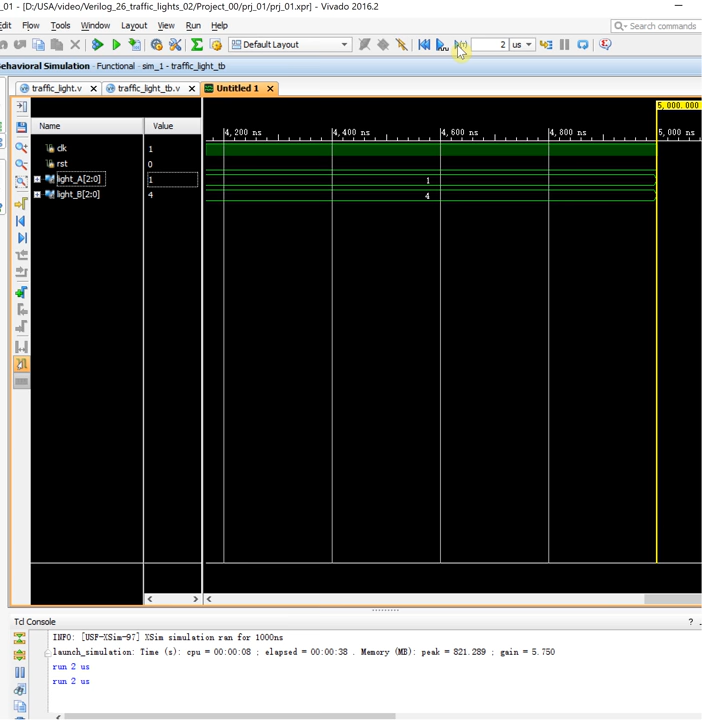 _01 - [D:/USA/video/Verilog_26_traffic_lights_02/Project_00/prj_01/prj_01.xpr] - Vivado 2016.2
Edit Flow Tools Window Layout View Run Help
Search commands
Default Layout 2 us
Behavioral Simulation - Functional - sim_1 - traffic_light_tb
traffic_light.v traffic_light_tb.v Untitled 1
5,000.000
Name Value 4,200 ns 4,400 ns 4,600 ns 4,800 ns 5,000 ns
clk 1
rst 0
light_A[2:0] 1 1
light_B[2:0] 4 4
Tcl Console
INFO: [USF-XSim-97] XSim simulation ran for 1000ns
launch_simulation: Time (s): cpu = 00:00:08 ; elapsed = 00:00:38 . Memory (MB): peak = 821.289 ; gain = 5.750
run 2 us
run 2 us